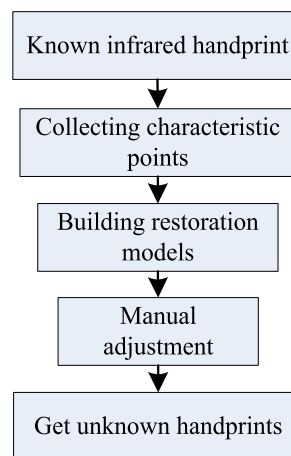 Known infrared handprint
Collecting characteristic
points
Building restoration
models
Manual
adjustment
Get unknown handprints